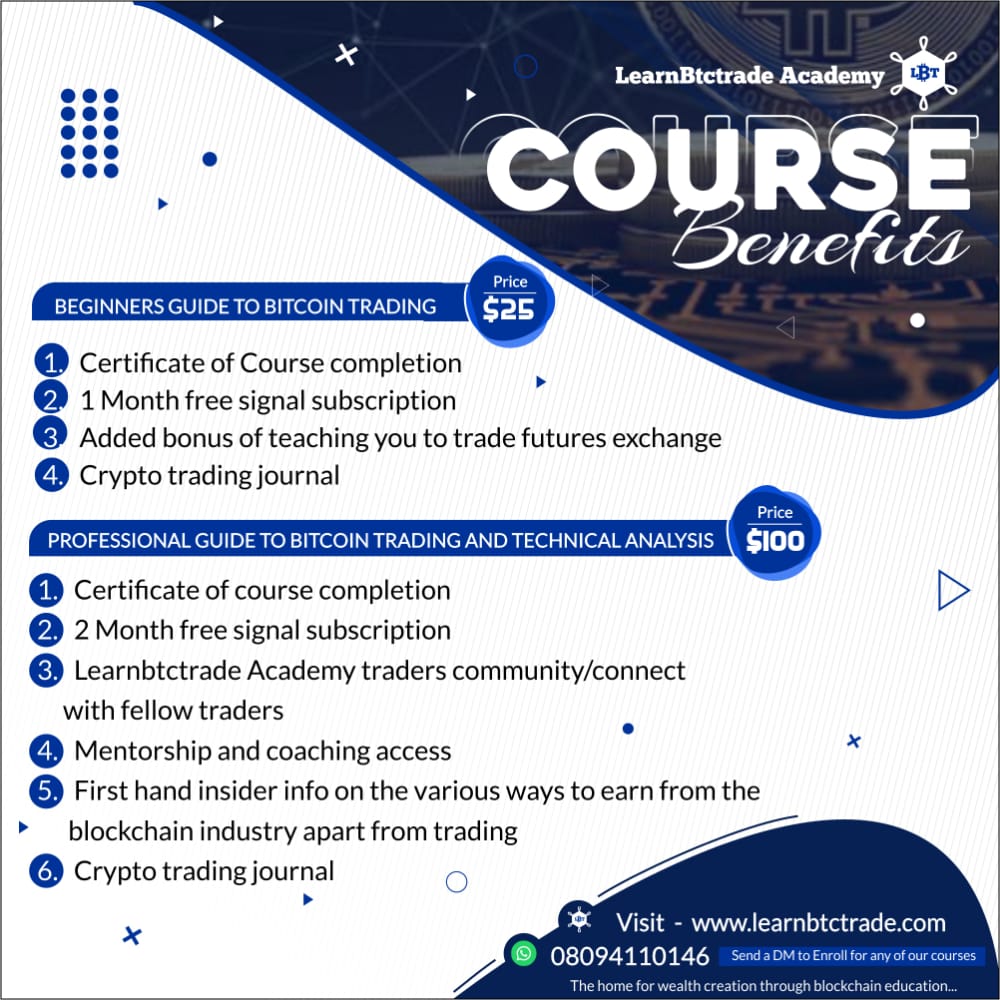 LearnBtctrade Academy
LBT
COURSE
Benefits
BEGINNERS GUIDE TO BITCOIN TRADING
Price
$25
1. Certificate of Course completion
2. 1 Month free signal subscription
3. Added bonus of teaching you to trade futures exchange
4. Crypto trading journal
PROFESSIONAL GUIDE TO BITCOIN TRADING AND TECHNICAL ANALYSIS
Price
$100
1. Certificate of course completion
2. 2 Month free signal subscription
3. Learnbtctrade Academy traders community/connect
with fellow traders
4. Mentorship and coaching access
5. First hand insider info on the various ways to earn from the
blockchain industry apart from trading
6. Crypto trading journal
LBT
Visit - www.learnbtctrade.com
08094110146 Send a DM to Enroll for any of our courses
The home for wealth creation through blockchain education...